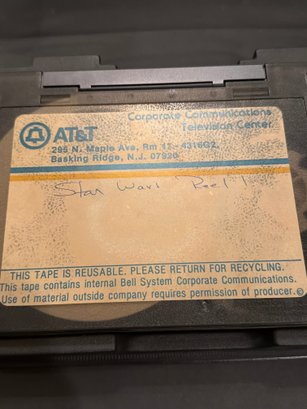 AT&T
Corporate Communications
Television Center
295 N. Maple Ave, Rm 11-4316G2,
Basking Ridge, N.J. 07920
Star Wars Reel 1
THIS TAPE IS REUSABLE. PLEASE RETURN FOR RECYCLING.
This tape contains internal Bell System Corporate Communications.
Use of material outside company requires permission of producer.©